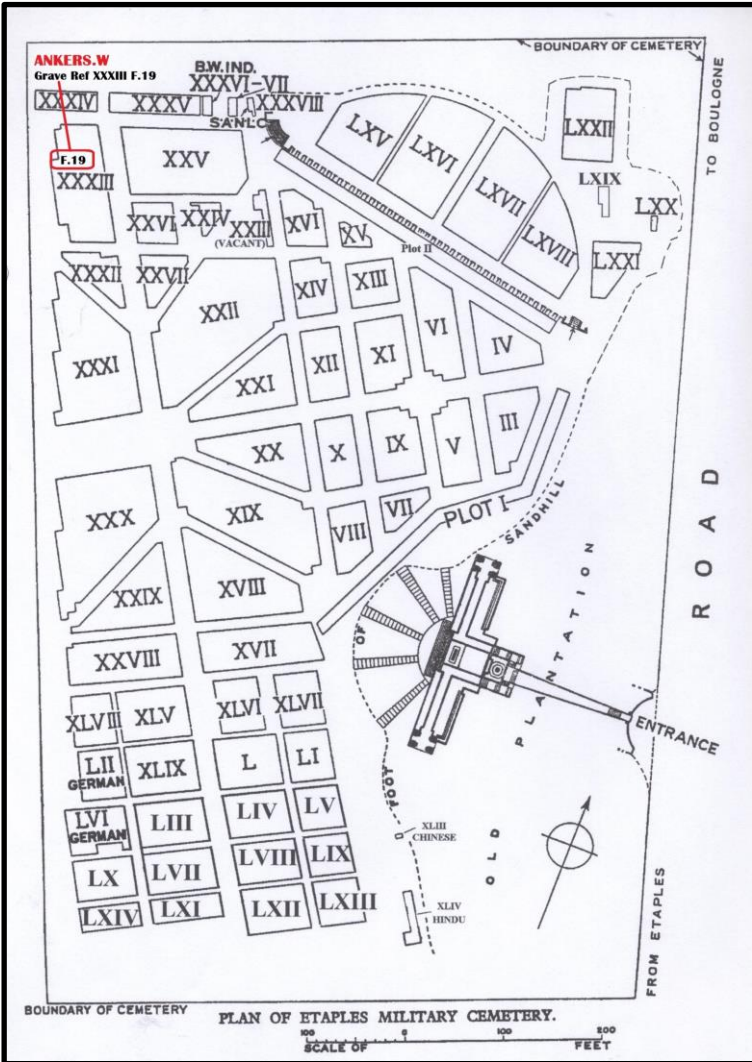 BOUNDARY OF CEMETERY
ANKERS.W
Grave Ref XXXIII F.19
B.W.IND.
XXXVI-VII
XXXIV
XXXV
XXXVIII
S.A.N.L.C.
TO BOULOGNE
LXV
LXVI
LXVII
LXVIII
LXXII
LXIX
LXX
LXXI
F.19
XXXIII
XXV
XXVI
XXIV
XXIII
(VACANT)
XVI
XV
Plot II
XXXII
XXVII
XXII
XIV
XIII
VI
IV
XXXI
XXI
XII
XI
XX
X
IX
V
III
XXX
XIX
VIII
VII
PLOT I
XXIX
XVIII
XXVIII
XVII
FOOT OF SANDHILL
OLD PLANTATION
ROAD
ENTRANCE
XLVIII
XLV
XLVI
XLVII
LII
GERMAN
XLIX
L
LI
LVI
GERMAN
LIII
LIV
LV
XLIII
CHINESE
LX
LVII
LVIII
LIX
LXIV
LXI
LXII
LXIII
XLIV
HINDU
FROM ETAPLES
BOUNDARY OF CEMETERY
PLAN OF ETAPLES MILITARY CEMETERY.
100 0 100 200
SCALE OF FEET